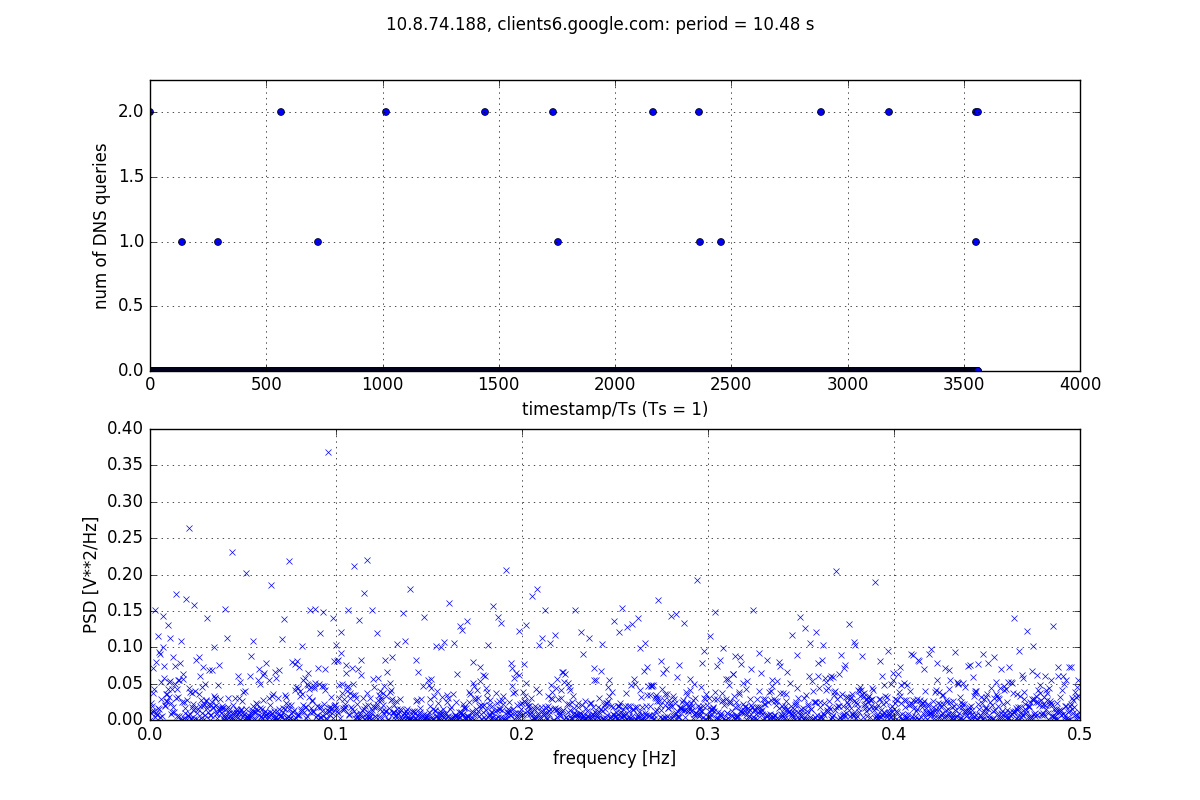 10.8.74.188, clients6.google.com: period = 10.48 s
2.0
1.5
1.0
0.5
0.0
num of DNS queries
0 500 1000 1500 2000 2500 3000 3500 4000
timestamp/Ts (Ts = 1)
0.40
0.35
0.30
0.25
0.20
0.15
0.10
0.05
0.00
PSD [V**2/Hz]
0.0 0.1 0.2 0.3 0.4 0.5
frequency [Hz]